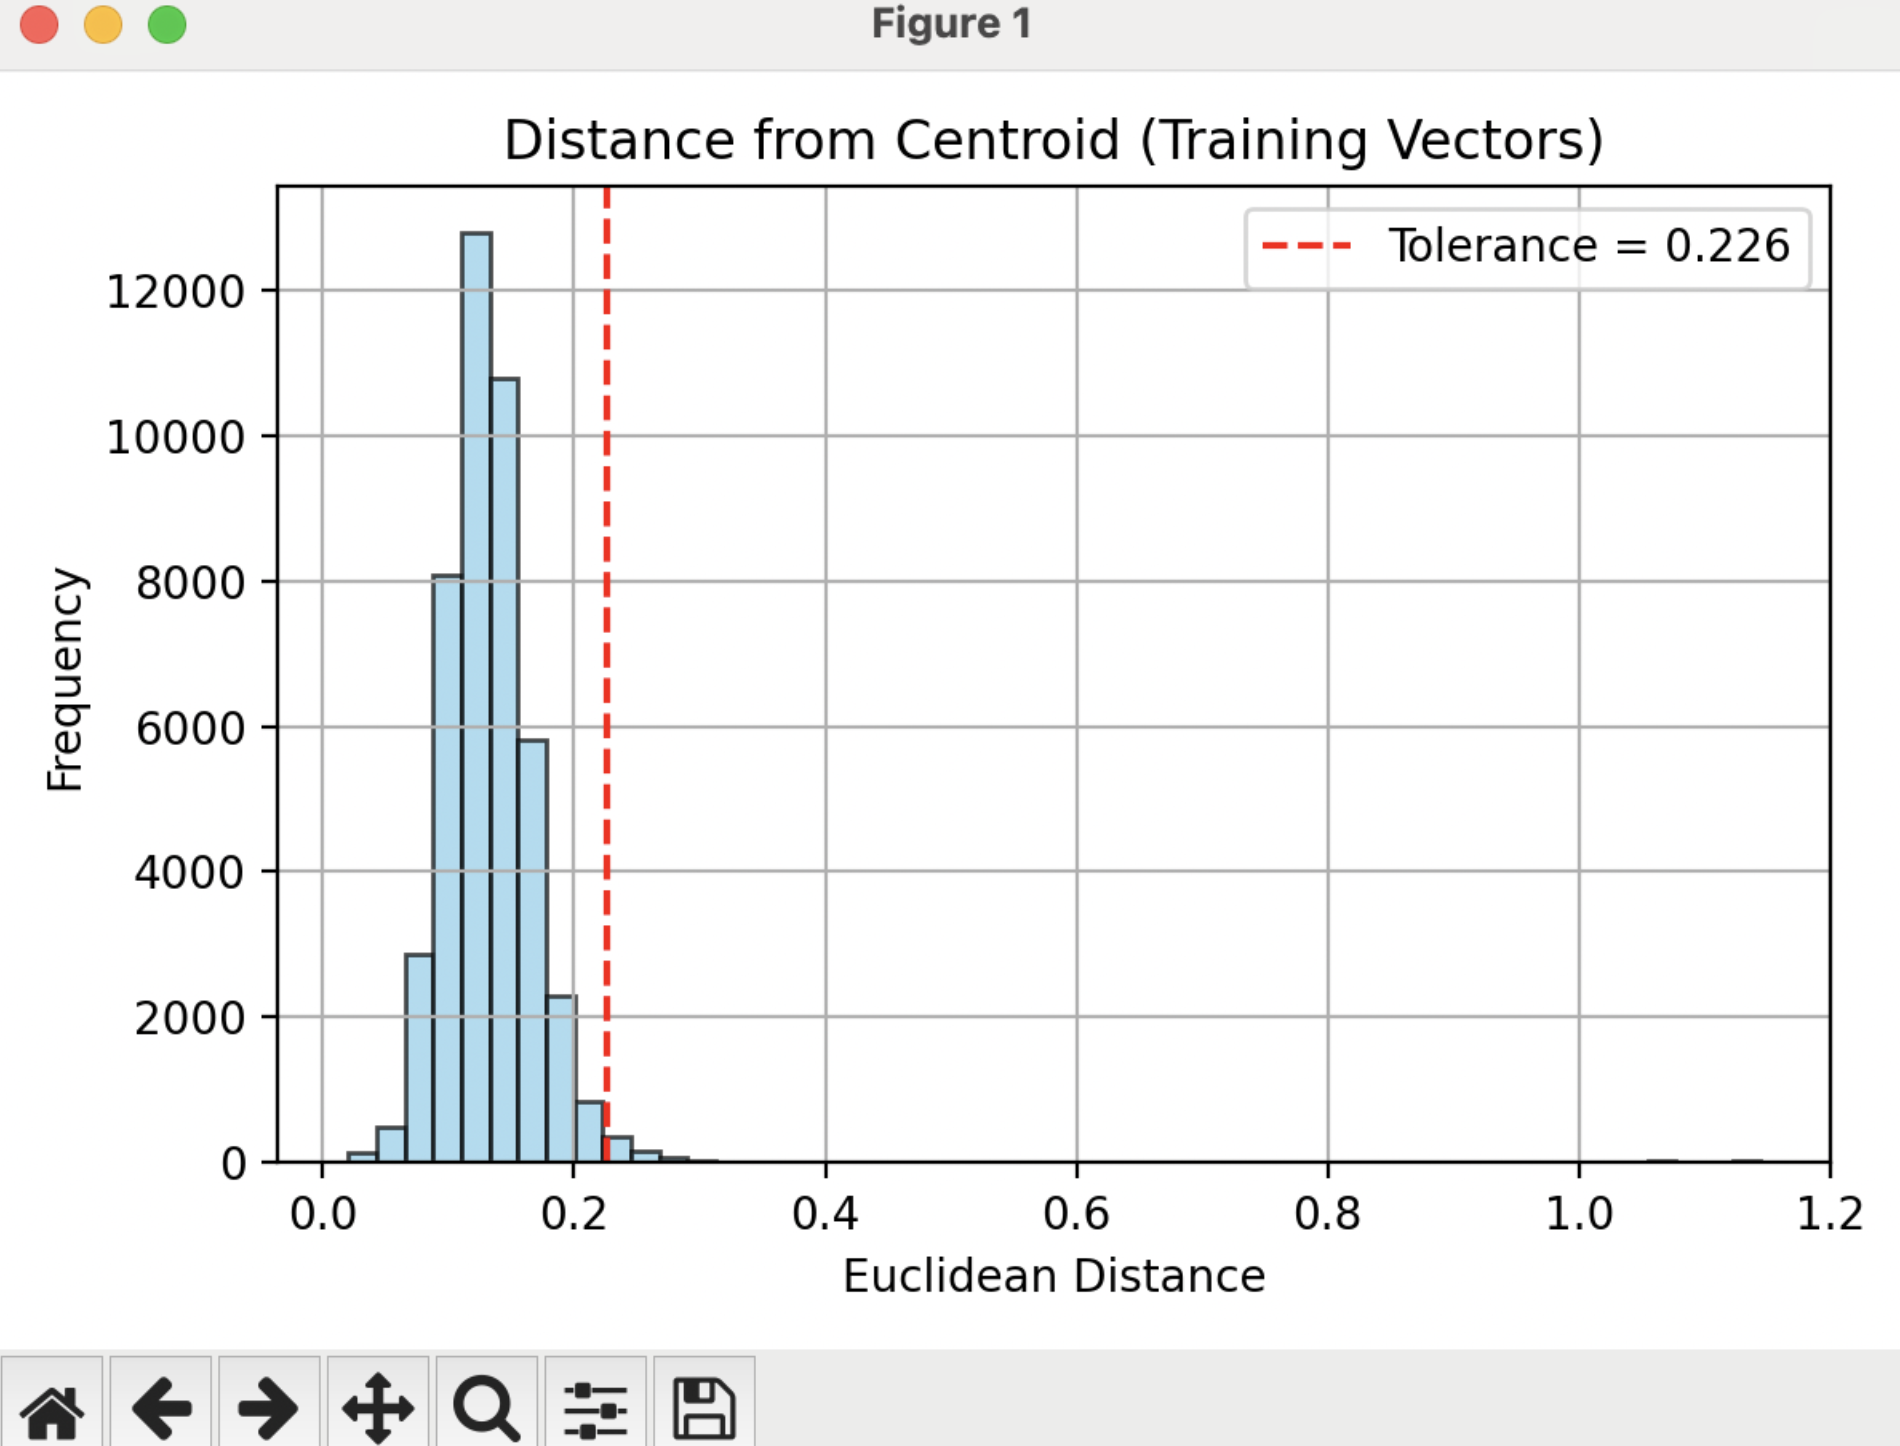 Figure 1
Distance from Centroid (Training Vectors)
Tolerance = 0.226
12000
10000
8000
6000
4000
2000
0
Frequency
0.0 0.2 0.4 0.6 0.8 1.0 1.2
Euclidean Distance